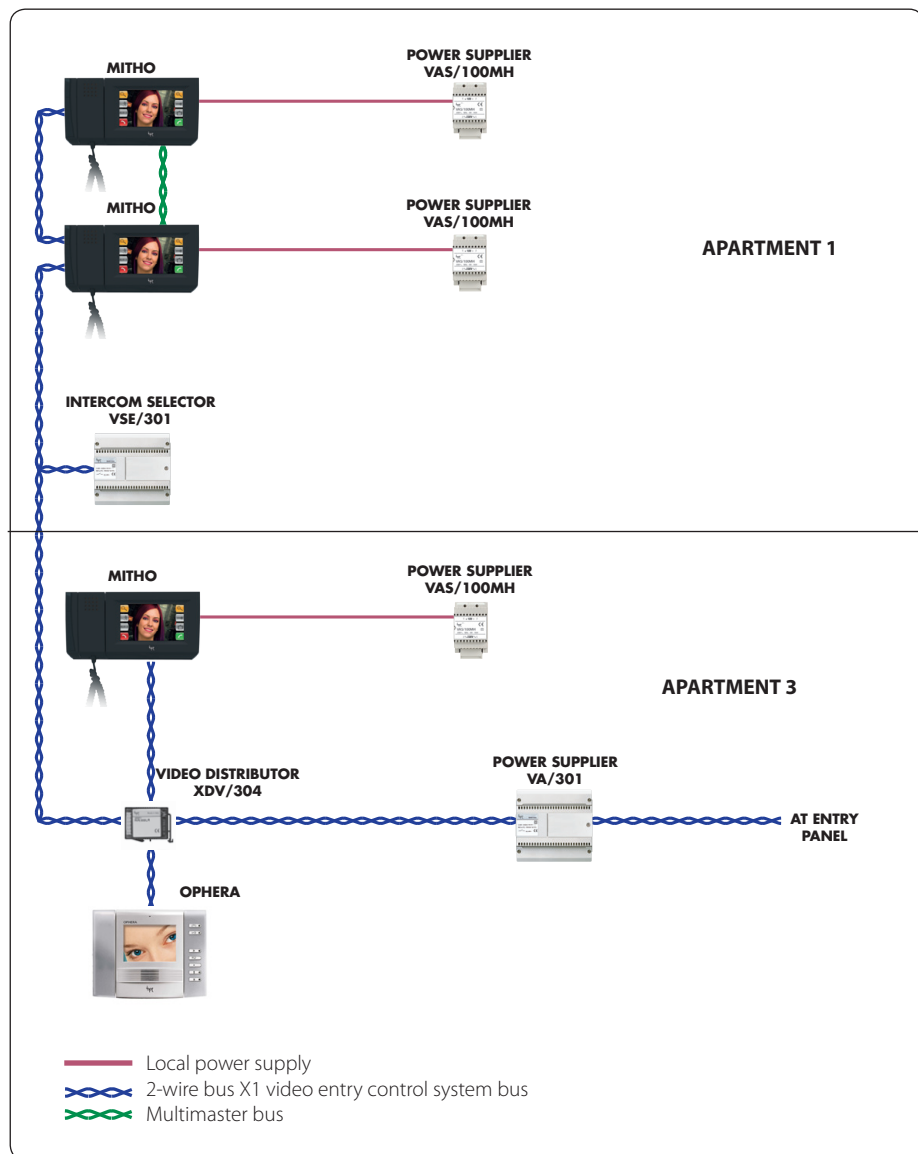 POWER SUPPLIER
VAS/100MH
MITHO
MITHO
POWER SUPPLIER
VAS/100MH
APARTMENT 1
INTERCOM SELECTOR
VSE/301
MITHO
POWER SUPPLIER
VAS/100MH
APARTMENT 3
VIDEO DISTRIBUTOR
XDV/304
POWER SUPPLIER
VA/301
AT ENTRY
PANEL
OPHERA
OPHERA
Local power supply
2-wire bus X1 video entry control system bus
Multimaster bus